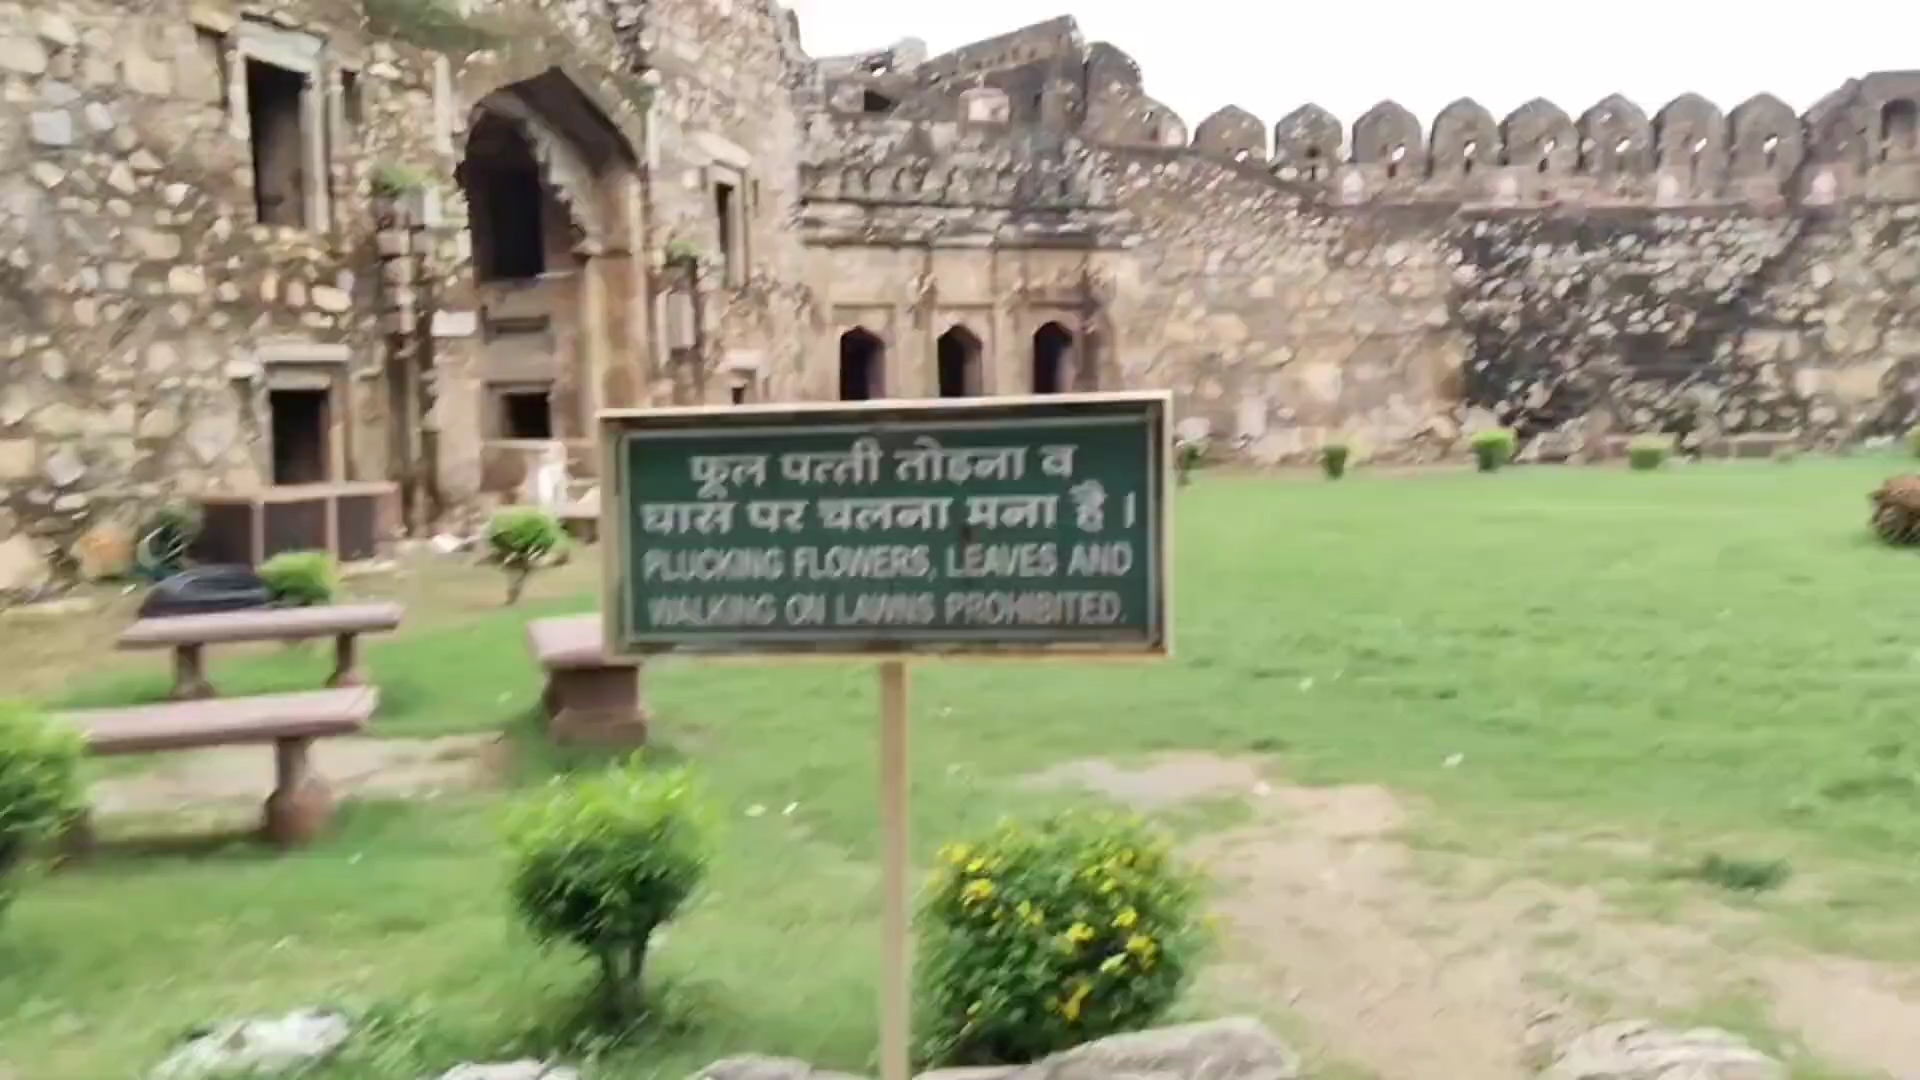 फूल पत्ती तोड़ना व
घास पर चलना मना है।
PLUCKING FLOWERS, LEAVES AND
WALKING ON LAWNS PROHIBITED.